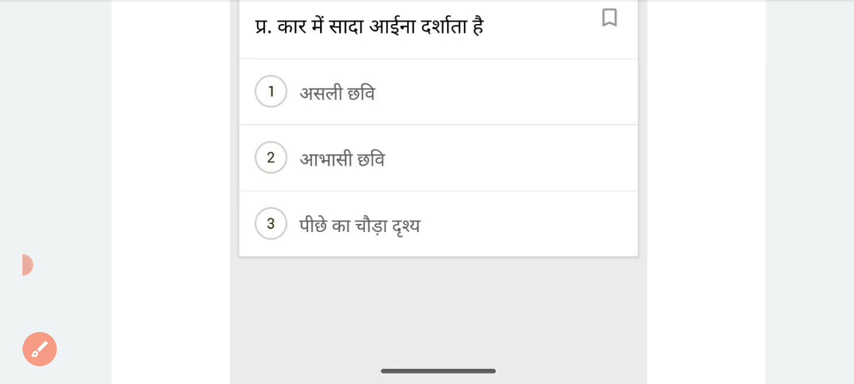 प्र. कार में सादा आईना दर्शाता है
1 असली छवि
2 आभासी छवि
3 पीछे का चौड़ा दृश्य